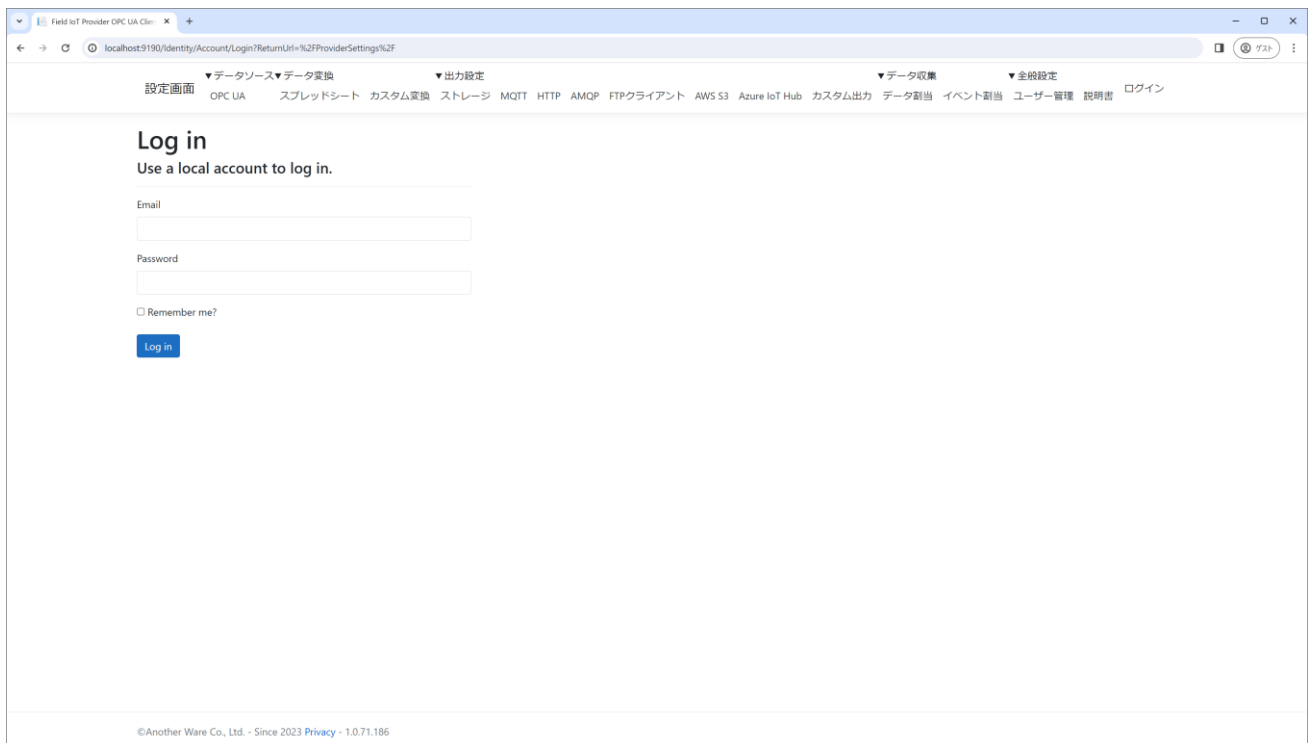 Field IoT Provider OPC UA Clien
localhost:9190/Identity/Account/Login?ReturnUrl=%2FProviderSettings%2F
ゲスト
設定画面
▼データソース ▼データ変換 ▼出力設定 ▼データ収集 ▼全般設定
OPC UA スプレッドシート カスタム変換 ストレージ MQTT HTTP AMQP FTPクライアント AWS S3 Azure IoT Hub カスタム出力 データ割当 イベント割当 ユーザー管理 説明書
ログイン
Log in
Use a local account to log in.
Email
Password
Remember me?
Log in
©Another Ware Co., Ltd. - Since 2023 Privacy - 1.0.71.186